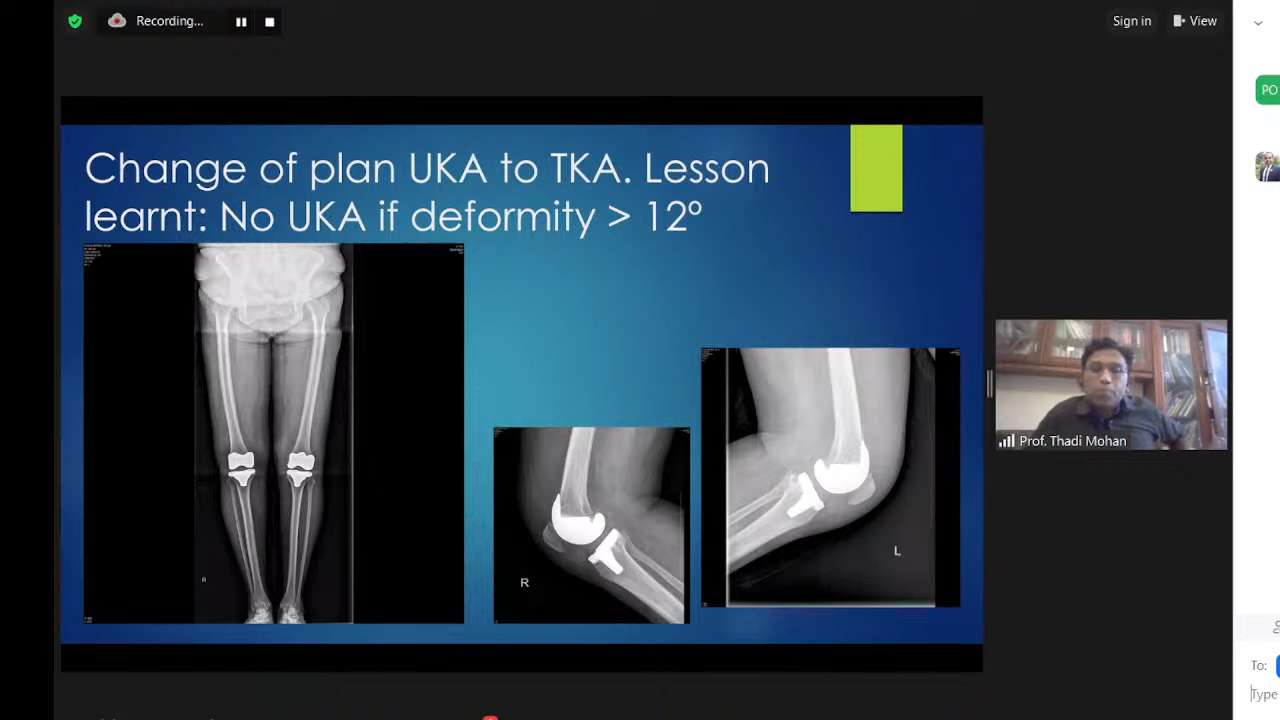 Recording...
Sign in
View
PO
Change of plan UKA to TKA. Lesson
learnt: No UKA if deformity > 12º
R
R
L
Prof. Thadi Mohan
To:
Type